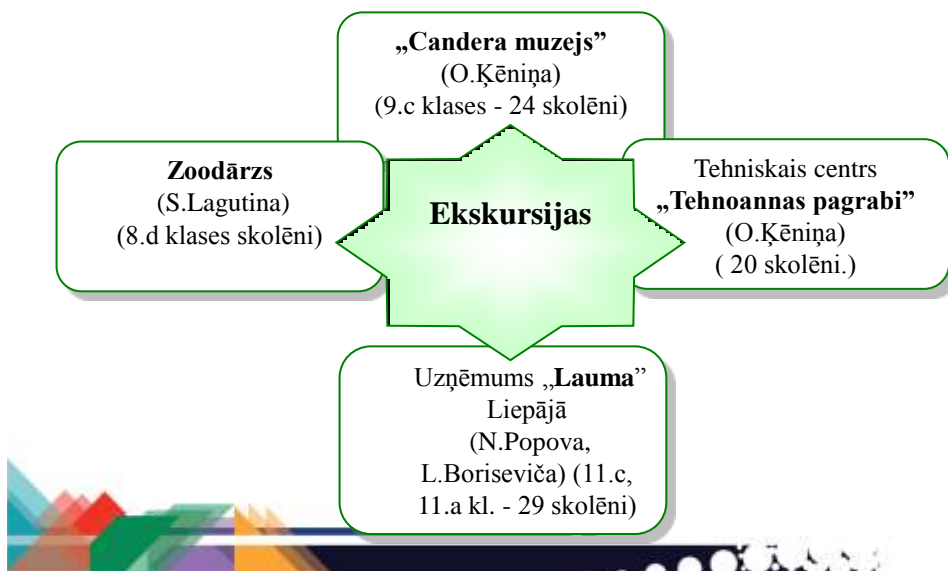 „Candera muzejs”
(O.Ķēniņa)
(9.c klases - 24 skolēni)
Zoodārzs
(S.Lagutina)
(8.d klases skolēni)
Ekskursijas
Tehniskais centrs
„Tehnoannas pagrabi”
(O.Ķēniņa)
( 20 skolēni.)
Uzņēmums „Lauma”
Liepājā
(N.Popova,
L.Boriseviča) (11.c,
11.a kl. - 29 skolēni)